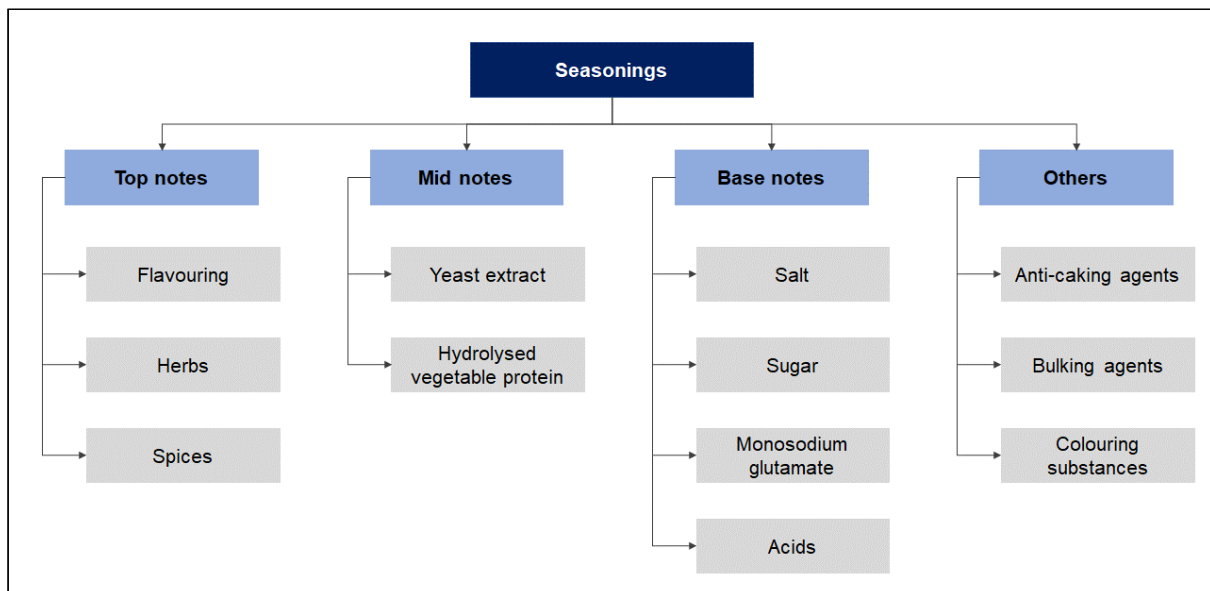 Seasonings
Top notes
Mid notes
Base notes
Others
Flavouring
Yeast extract
Salt
Anti-caking agents
Herbs
Hydrolysed
vegetable protein
Sugar
Bulking agents
Spices
Monosodium
glutamate
Colouring
substances
Acids